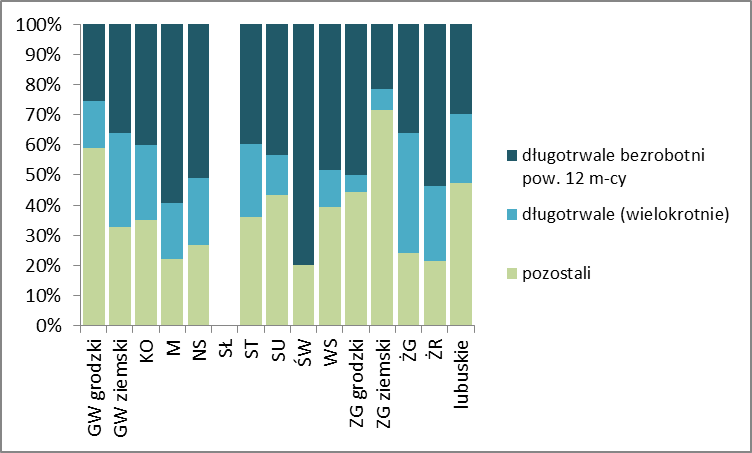 100%
90%
80%
70%
60%
50%
40%
30%
20%
10%
0%
GW grodzki
GW ziemski
KO
M
NS
SŁ
ST
SU
ŚW
WS
ZG grodzki
ZG ziemski
ŻG
ŻR
lubuskie
długotrwale bezrobotni
pow. 12 m-cy
długotrwale (wielokrotnie)
pozostali